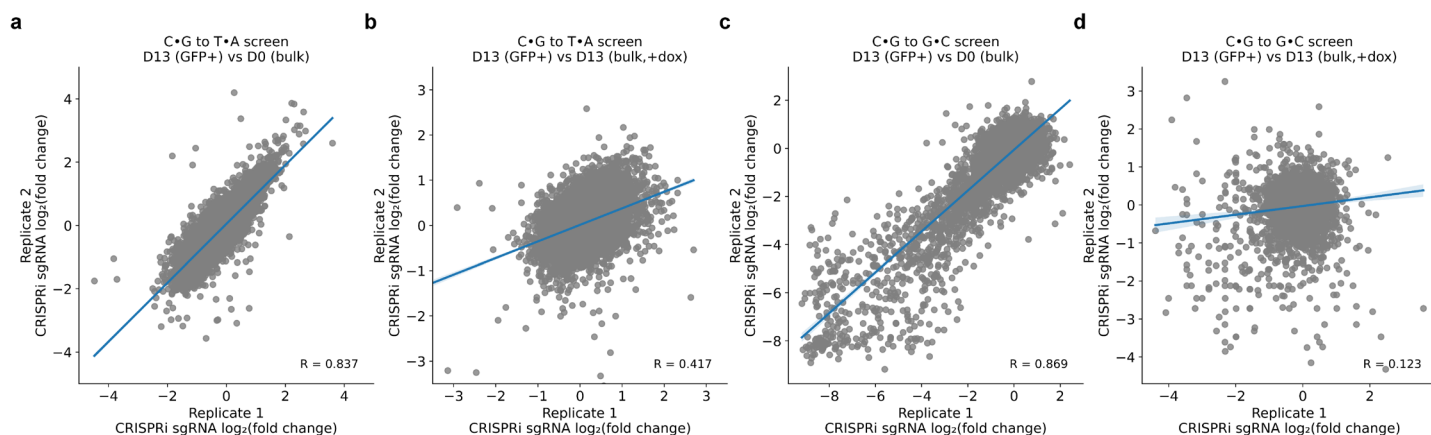 a
C•G to T•A screen
D13 (GFP+) vs D0 (bulk)
Replicate 2
CRISPRi sgRNA log₂(fold change)
4
2
0
−2
−4
R = 0.837
−4 −2 0 2 4
Replicate 1
CRISPRi sgRNA log₂(fold change)
b
C•G to T•A screen
D13 (GFP+) vs D13 (bulk,+dox)
Replicate 2
CRISPRi sgRNA log₂(fold change)
3
2
1
0
−1
−2
−3
R = 0.417
−3 −2 −1 0 1 2 3
Replicate 1
CRISPRi sgRNA log₂(fold change)
c
C•G to G•C screen
D13 (GFP+) vs D0 (bulk)
Replicate 2
CRISPRi sgRNA log₂(fold change)
2
0
−2
−4
−6
−8
R = 0.869
−8 −6 −4 −2 0 2
Replicate 1
CRISPRi sgRNA log₂(fold change)
d
C•G to G•C screen
D13 (GFP+) vs D13 (bulk,+dox)
Replicate 2
CRISPRi sgRNA log₂(fold change)
3
2
1
0
−1
−2
−3
−4
R = 0.123
−4 −2 0 2
Replicate 1
CRISPRi sgRNA log₂(fold change)